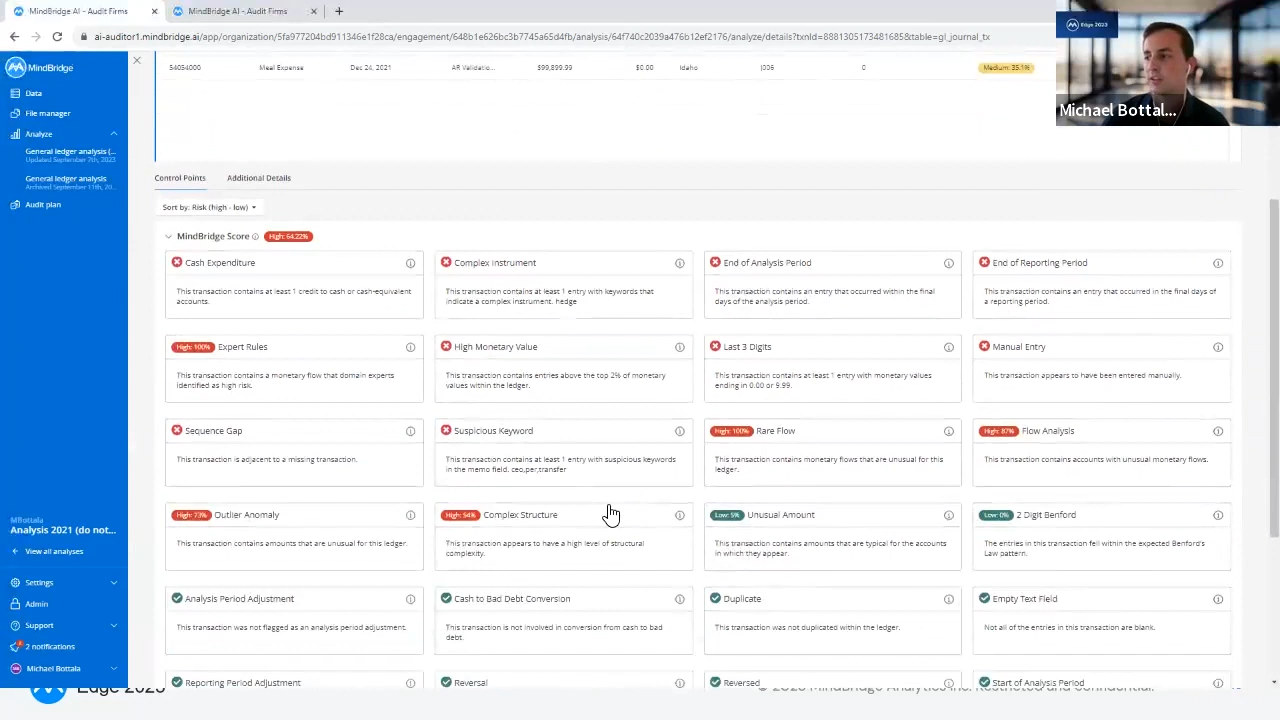 MindBridge AI – Audit Firms
MindBridge AI – Audit Firms
Edge 2023
Michael Bottal...
MindBridge
Data
File manager
Analyze
General ledger analysis (...
Updated September 7th, 2023
General ledger analysis
Archived September 11th, 20...
Audit plan
54054000 Meal Expense Dec 24, 2021 AR Validatio... $99,899.99 $0.00 Idaho J006 0 Medium: 35.1%
Control Points Additional Details
Sort by: Risk (high - low)
MindBridge Score High: 64.22%
Cash Expenditure
This transaction contains at least 1 credit to cash or cash-equivalent
accounts.
Complex Instrument
This transaction contains at least 1 entry with keywords that
indicate a complex instrument. hedge
End of Analysis Period
This transaction contains an entry that occurred within the final
days of the analysis period.
End of Reporting Period
This transaction contains an entry that occurred in the final days of
a reporting period.
High: 100% Expert Rules
This transaction contains a monetary flow that domain experts
identified as high risk.
High Monetary Value
This transaction contains entries above the top 2% of monetary
values within the ledger.
Last 3 Digits
This transaction contains at least 1 entry with monetary values
ending in 0.00 or 9.99.
Manual Entry
This transaction appears to have been entered manually.
Sequence Gap
This transaction is adjacent to a missing transaction.
Suspicious Keyword
This transaction contains at least 1 entry with suspicious keywords
in the memo field. ceo,per,transfer
High: 100% Rare Flow
This transaction contains monetary flows that are unusual for this
ledger.
High: 87% Flow Analysis
This transaction contains accounts with unusual monetary flows.
High: 73% Outlier Anomaly
This transaction contains amounts that are unusual for this ledger.
High: 54% Complex Structure
This transaction appears to have a high level of structural
complexity.
Low: 5% Unusual Amount
This transaction contains amounts that are typical for the accounts
in which they appear.
Low: 0% 2 Digit Benford
The entries in this transaction fell within the expected Benford's
Law pattern.
Analysis Period Adjustment
This transaction was not flagged as an analysis period adjustment.
Cash to Bad Debt Conversion
This transaction is not involved in conversion from cash to bad
debt.
Duplicate
This transaction was not duplicated within the ledger.
Empty Text Field
Not all of the entries in this transaction are blank.
Reporting Period Adjustment
Reversal
Reversed
Start of Analysis Period
MBottala
Analysis 2021 (do not...
View all analyses
Settings
Admin
Support
2 notifications
Michael Bottala
Edge 2023
© 2023 MindBridge Analytics Inc. Restricted and Confidential.